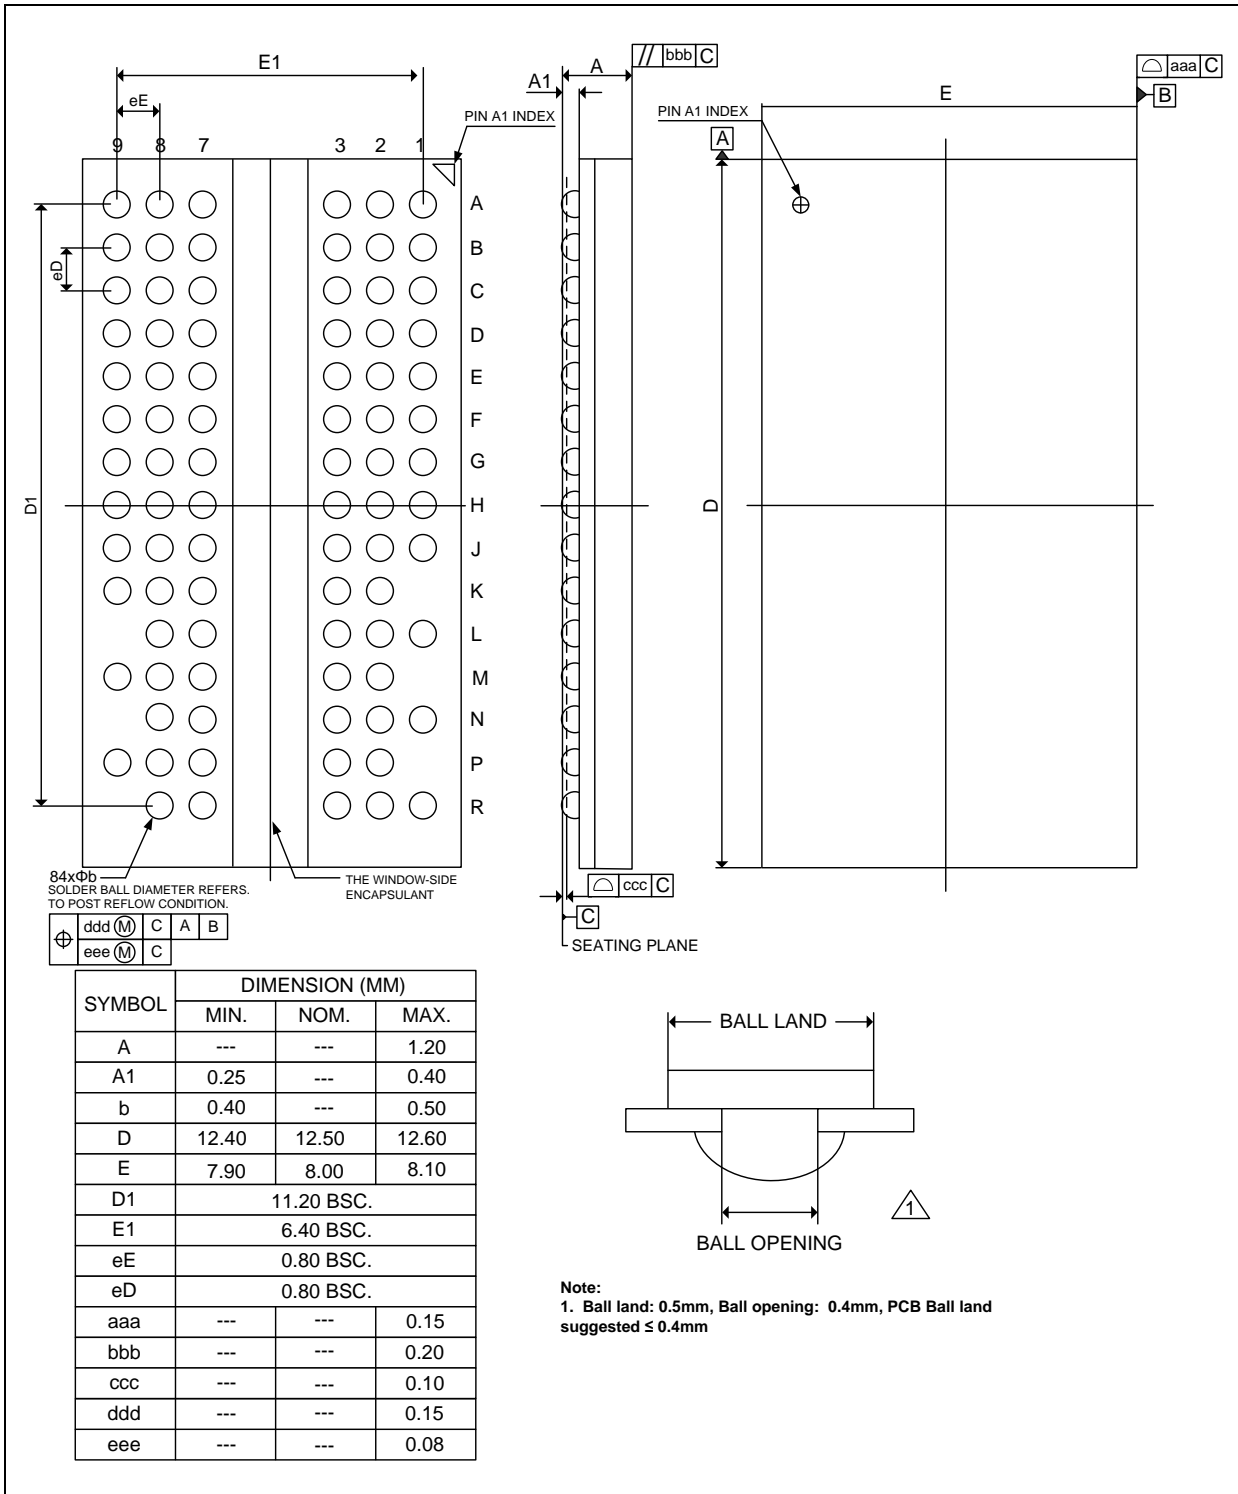 E1
eE
9 8 7 3 2 1
PIN A1 INDEX
A
B
C
D
E
F
G
H
J
K
L
M
N
P
R
eD
D1
84xΦb
SOLDER BALL DIAMETER REFERS.
TO POST REFLOW CONDITION.
ddd M C A B
eee M C
THE WINDOW-SIDE
ENCAPSULANT
A
A1
// bbb C
ccc C
C
SEATING PLANE
PIN A1 INDEX
A
E
aaa C
B
D
SYMBOL DIMENSION (MM)
MIN. NOM. MAX.
A --- --- 1.20
A1 0.25 --- 0.40
b 0.40 --- 0.50
D 12.40 12.50 12.60
E 7.90 8.00 8.10
D1 11.20 BSC.
E1 6.40 BSC.
eE 0.80 BSC.
eD 0.80 BSC.
aaa --- --- 0.15
bbb --- --- 0.20
ccc --- --- 0.10
ddd --- --- 0.15
eee --- --- 0.08
BALL LAND
BALL OPENING
1
Note:
1. Ball land: 0.5mm, Ball opening: 0.4mm, PCB Ball land
suggested ≤ 0.4mm